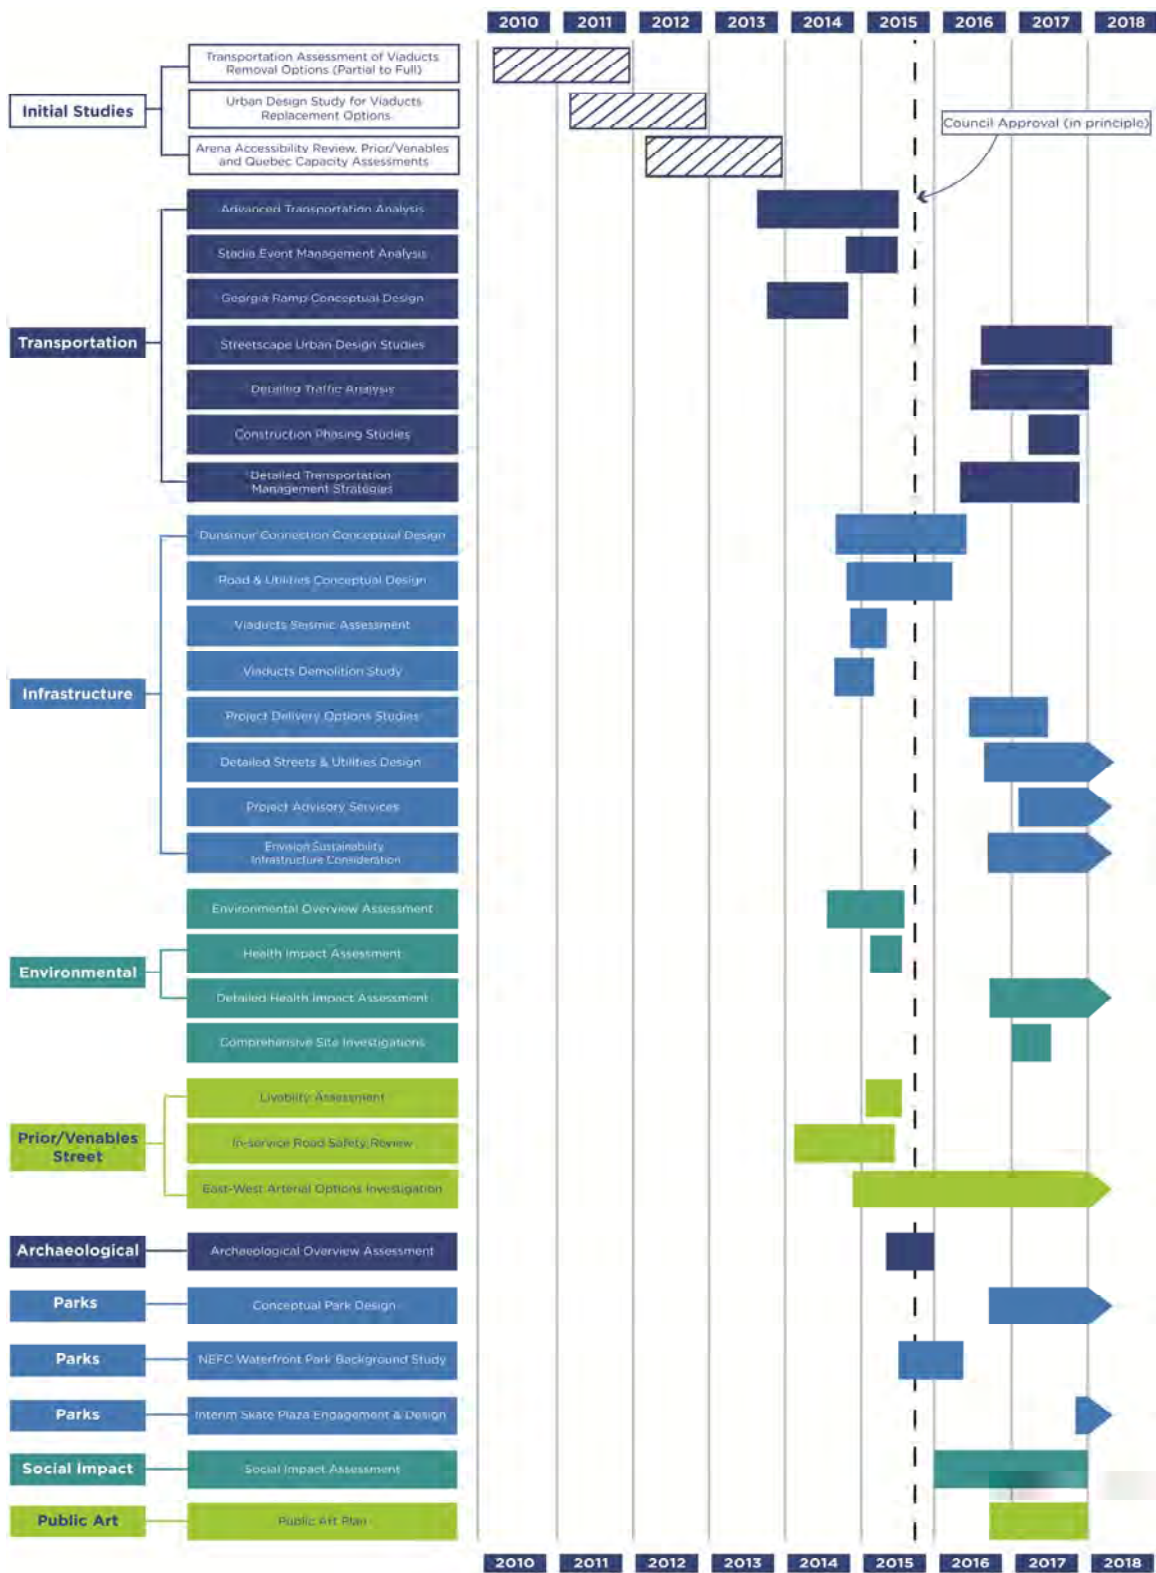 2010 2011 2012 2013 2014 2015 2016 2017 2018
Transportation Assessment of Viaducts
Removal Options (Partial to Full)
Initial Studies
Urban Design Study for Viaducts
Replacement Options
Council Approval (in principle)
Arena Accessibility Review, Prior/Venables
and Quebec Capacity Assessments
Advanced Transportation Analysis
Stadia Event Management Analysis
Georgia Ramp Conceptual Design
Transportation
Streetscape Urban Design Studies
Detailed Traffic Analysis
Construction Phasing Studies
Detailed Transportation
Management Strategies
Dunsmuir Connection Conceptual Design
Road & Utilities Conceptual Design
Viaducts Seismic Assessment
Viaducts Demolition Study
Infrastructure
Project Delivery Options Studies
Detailed Streets & Utilities Design
Project Advisory Services
Envision Sustainability
Infrastructure Consideration
Environmental Overview Assessment
Health Impact Assessment
Environmental
Detailed Health Impact Assessment
Comprehensive Site Investigations
Livability Assessment
Prior/Venables
Street
In-service Road Safety Review
East-West Arterial Options Investigation
Archaeological
Archaeological Overview Assessment
Parks
Conceptual Park Design
Parks
NEFC Waterfront Park Background Study
Parks
Interim Skate Plaza Engagement & Design
Social Impact
Social Impact Assessment
Public Art
Public Art Plan
2010 2011 2012 2013 2014 2015 2016 2017 2018